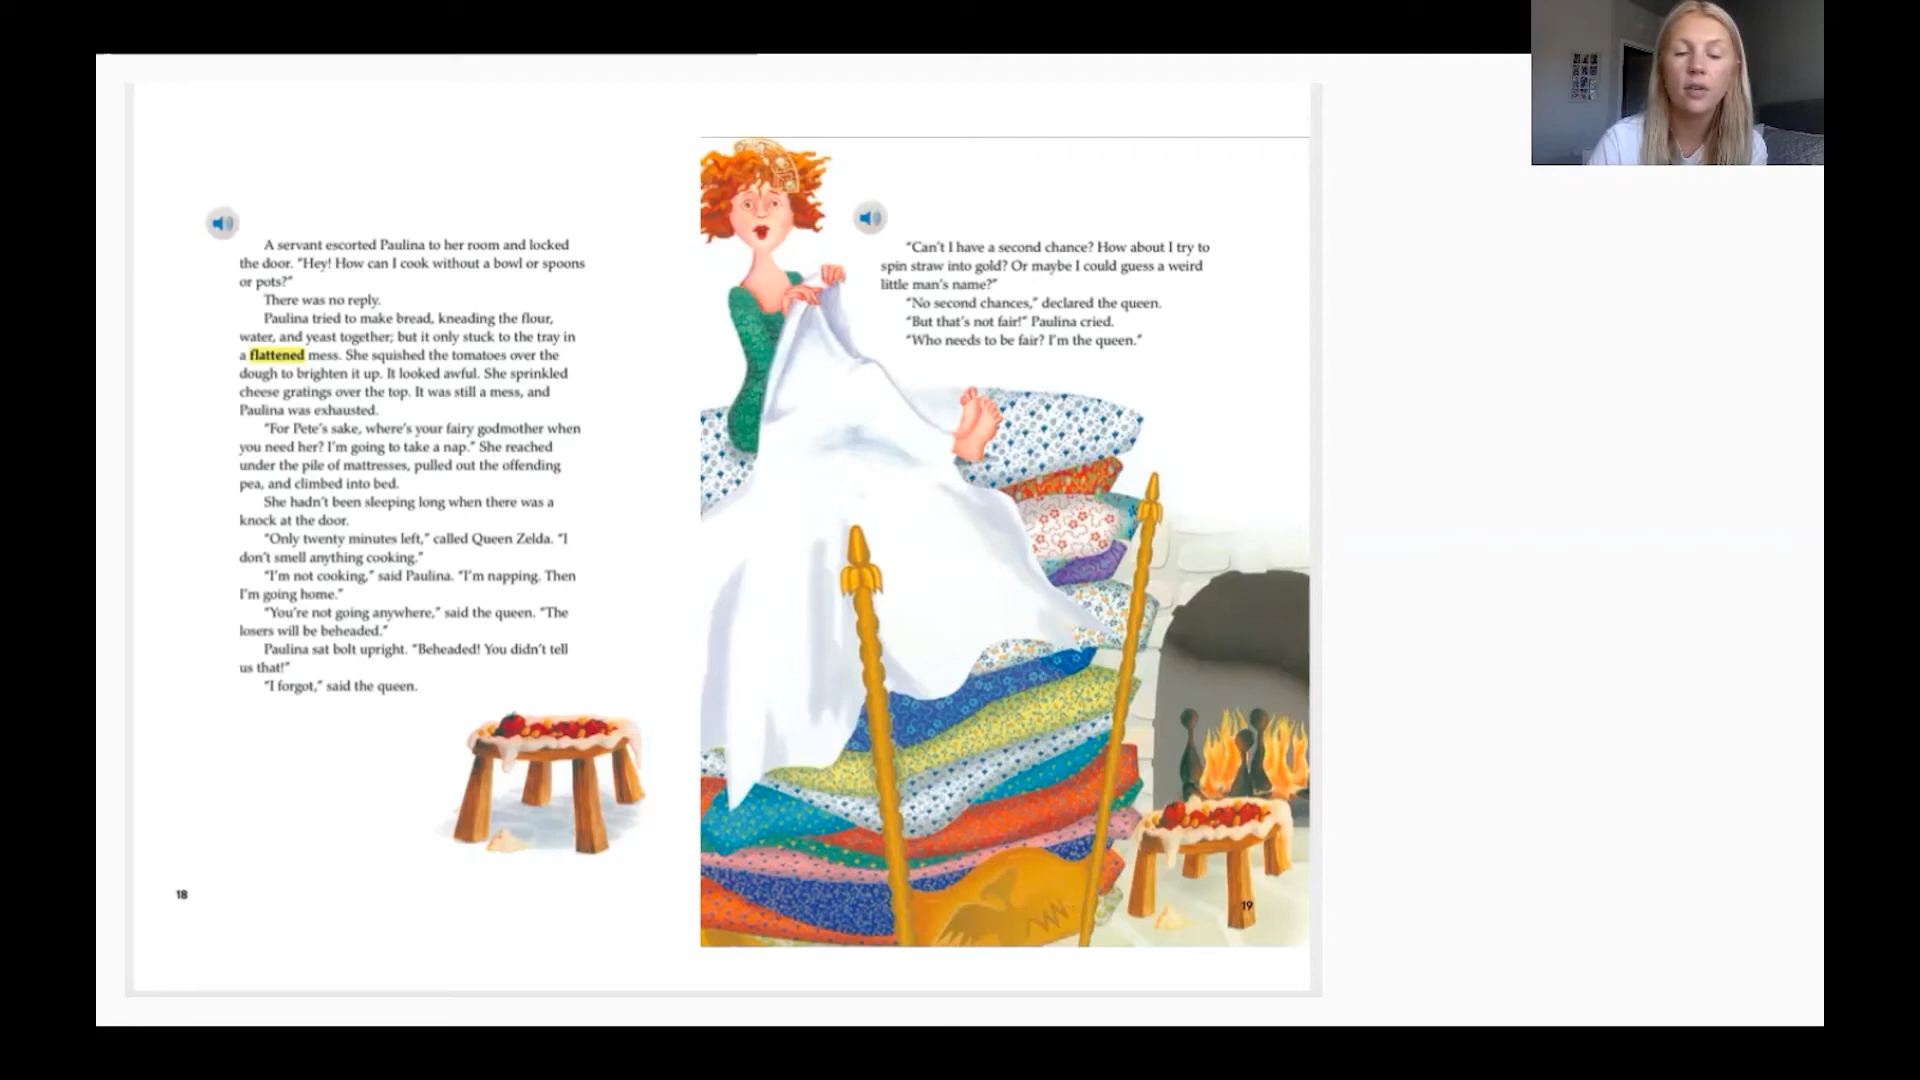 A servant escorted Paulina to her room and locked
the door. "Hey! How can I cook without a bowl or spoons
or pots?"
There was no reply.
Paulina tried to make bread, kneading the flour,
water, and yeast together; but it only stuck to the tray in
a flattened mess. She squished the tomatoes over the
dough to brighten it up. It looked awful. She sprinkled
cheese gratings over the top. It was still a mess, and
Paulina was exhausted.
"For Pete's sake, where's your fairy godmother when
you need her? I'm going to take a nap." She reached
under the pile of mattresses, pulled out the offending
pea, and climbed into bed.
She hadn't been sleeping long when there was a
knock at the door.
"Only twenty minutes left," called Queen Zelda. "I
don't smell anything cooking."
"I'm not cooking," said Paulina. "I'm napping. Then
I'm going home."
"You're not going anywhere," said the queen. "The
losers will be beheaded."
Paulina sat bolt upright. "Beheaded! You didn't tell
us that!"
"I forgot," said the queen.
18
"Can't I have a second chance? How about I try to
spin straw into gold? Or maybe I could guess a weird
little man's name?"
"No second chances," declared the queen.
"But that's not fair!" Paulina cried.
"Who needs to be fair? I'm the queen."
19